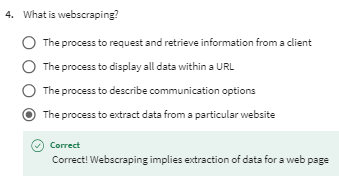 4. What is webscraping?
The process to request and retrieve information from a client
The process to display all data within a URL
The process to describe communication options
The process to extract data from a particular website
Correct
Correct! Webscraping implies extraction of data for a web page